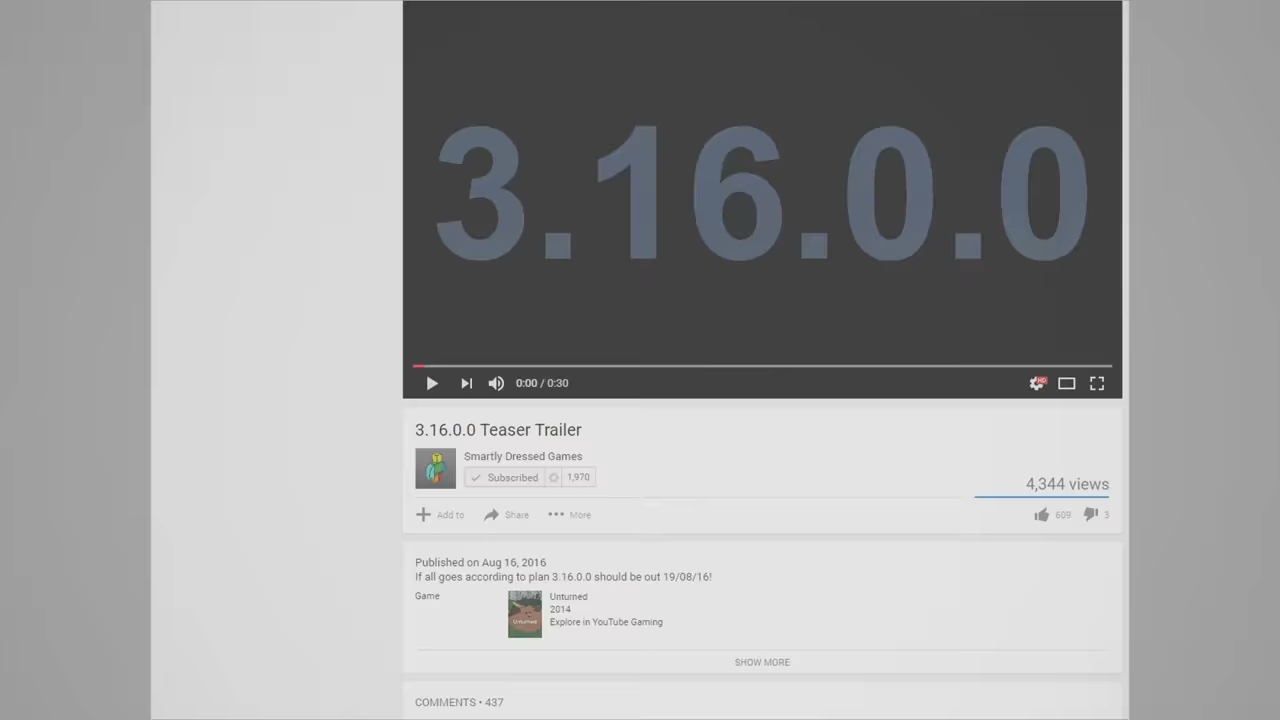 3.16.0.0
0:00 / 0:30
HD
3.16.0.0 Teaser Trailer
Smartly Dressed Games
Subscribed 1,970
4,344 views
Add to Share More
609 3
Published on Aug 16, 2016
If all goes according to plan 3.16.0.0 should be out 19/08/16!
Game
Unturned
Unturned
2014
Explore in YouTube Gaming
SHOW MORE
COMMENTS • 437